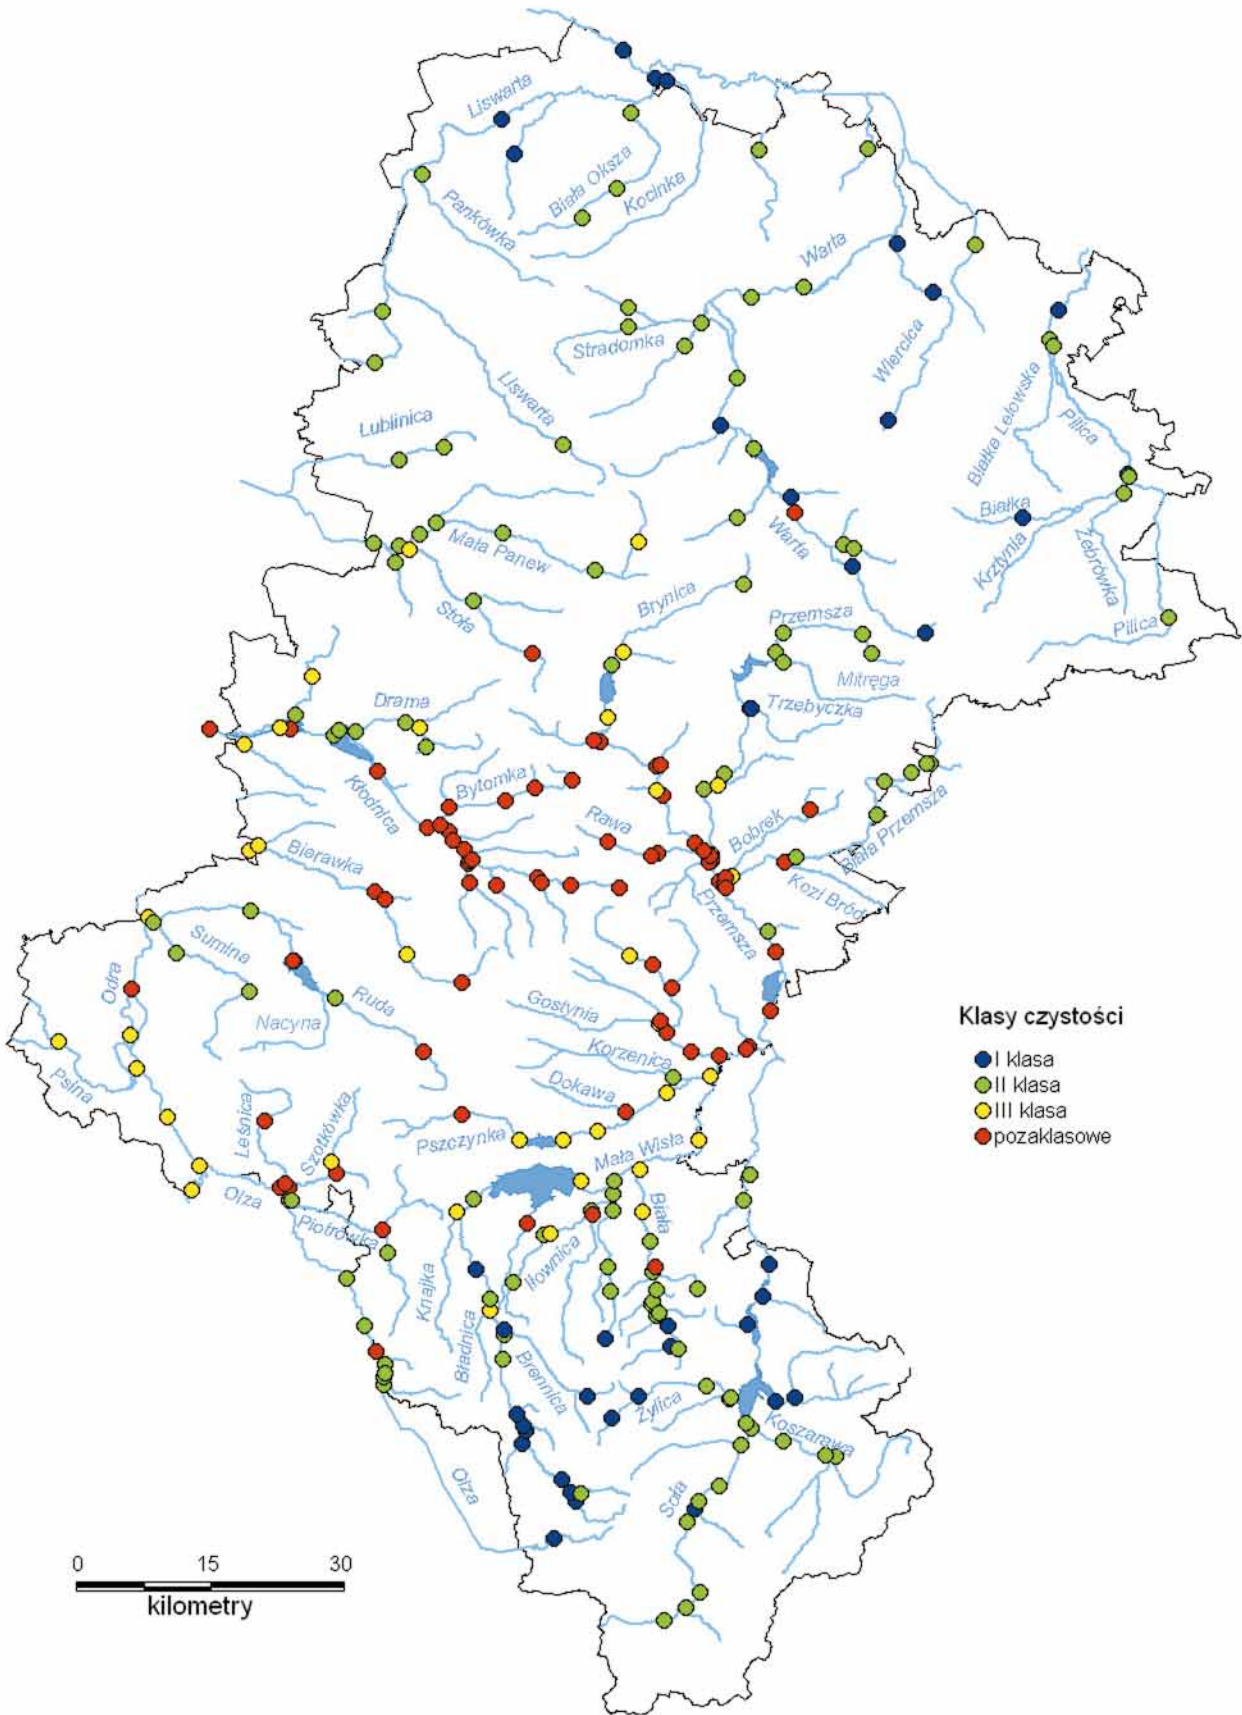 Liswarta
Biała Oksza
Kocinka
Pankówka
Warta
Stradomka
Wiercica
Liswarta
Lublinica
Białka Lelowska
Pilica
Białka
Krztynia
Żebrówka
Mała Panew
Warta
Brynica
Stoła
Przemsza
Pilica
Mitręga
Drama
Trzebyczka
Kłodnica
Bytomka
Rawa
Bobrek
Biała Przemsza
Bierawka
Kozi Bród
Przemsza
Sumina
Odra
Ruda
Gostynia
Nacyna
Korzenica
Klasy czystości
I klasa
II klasa
III klasa
pozaklasowe
Psina
Dokawa
Leśnica
Szotkówka
Pszczynka
Mała Wisła
Olza
Piotrówka
Biała
Iłownica
Knajka
Bładnica
Brennica
Żylica
Koszarawa
Olza
Soła
0 15 30
kilometry